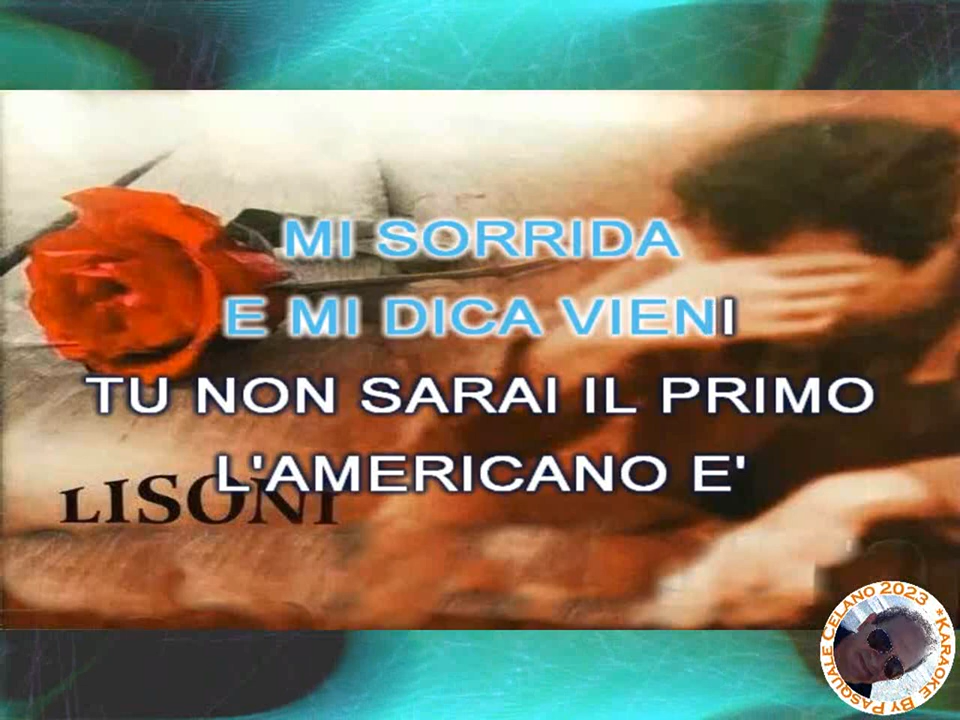 MI SORRIDA
E MI DICA VIENI
TU NON SARAI IL PRIMO
L'AMERICANO E'
LISONI
PASQUALE CELANO 2023 *KARAOKE BY